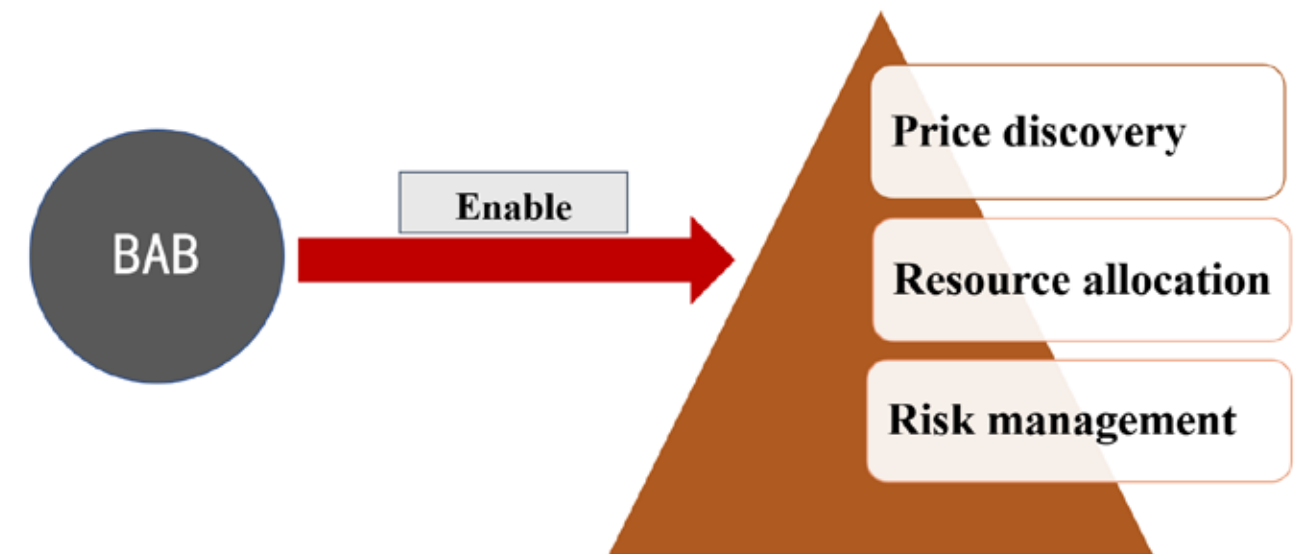 BAB
Enable
Price discovery
Resource allocation
Risk management